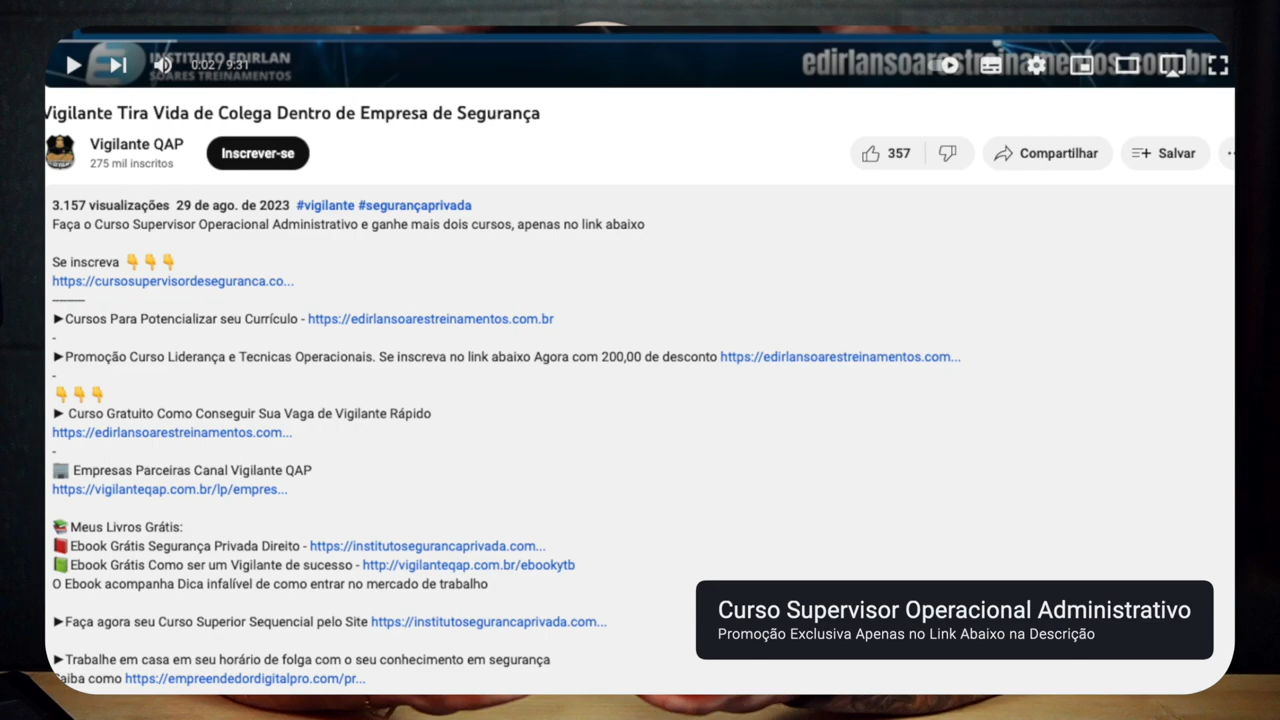 INSTITUTO EDIRLAN
SOARES TREINAMENTOS
0:02 / 9:31
edirlansoarestreinamentos.com.br
Vigilante Tira Vida de Colega Dentro de Empresa de Segurança
Vigilante QAP
275 mil inscritos
Inscrever-se
357
Compartilhar
Salvar
3.157 visualizações 29 de ago. de 2023 #vigilante #segurançaprivada
Faça o Curso Supervisor Operacional Administrativo e ganhe mais dois cursos, apenas no link abaixo
Se inscreva 👇 👇 👇
https://cursosupervisordeseguranca.co...
----------
►Cursos Para Potencializar seu Currículo - https://edirlansoarestreinamentos.com.br
-
►Promoção Curso Liderança e Tecnicas Operacionais. Se inscreva no link abaixo Agora com 200,00 de desconto https://edirlansoarestreinamentos.com...
-
👇 👇 👇
► Curso Gratuito Como Conseguir Sua Vaga de Vigilante Rápido
https://edirlansoarestreinamentos.com...
-
🏢 Empresas Parceiras Canal Vigilante QAP
https://vigilanteqap.com.br/lp/empres...
📚 Meus Livros Grátis:
📕 Ebook Grátis Segurança Privada Direito - https://institutosegurancaprivada.com...
📗 Ebook Grátis Como ser um Vigilante de sucesso - http://vigilanteqap.com.br/ebookytb
O Ebook acompanha Dica infalível de como entrar no mercado de trabalho
►Faça agora seu Curso Superior Sequencial pelo Site https://institutosegurancaprivada.com...
►Trabalhe em casa em seu horário de folga com o seu conhecimento em segurança
Saiba como https://empreendedordigitalpro.com/pr...
Curso Supervisor Operacional Administrativo
Promoção Exclusiva Apenas no Link Abaixo na Descrição